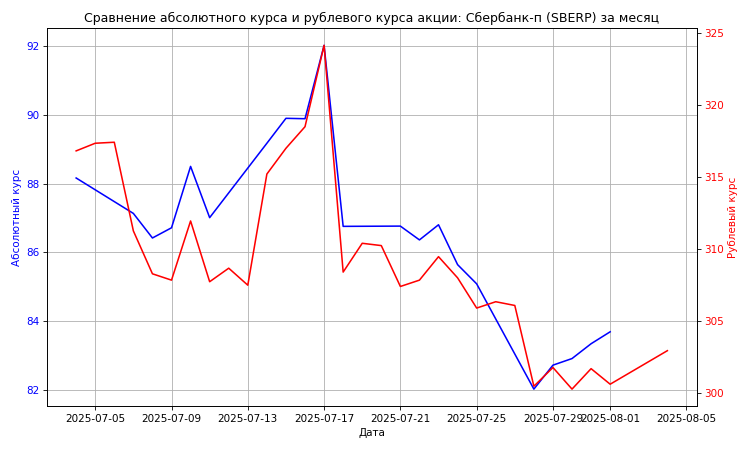 Сравнение абсолютного курса и рублевого курса акции: Сбербанк-п (SBERP) за месяц
Абсолютный курс
92
90
88
86
84
82
325
320
315
310
305
300
Рублевый курс
2025-07-05 2025-07-09 2025-07-13 2025-07-17 2025-07-21 2025-07-25 2025-07-29 2025-08-01 2025-08-05
Дата